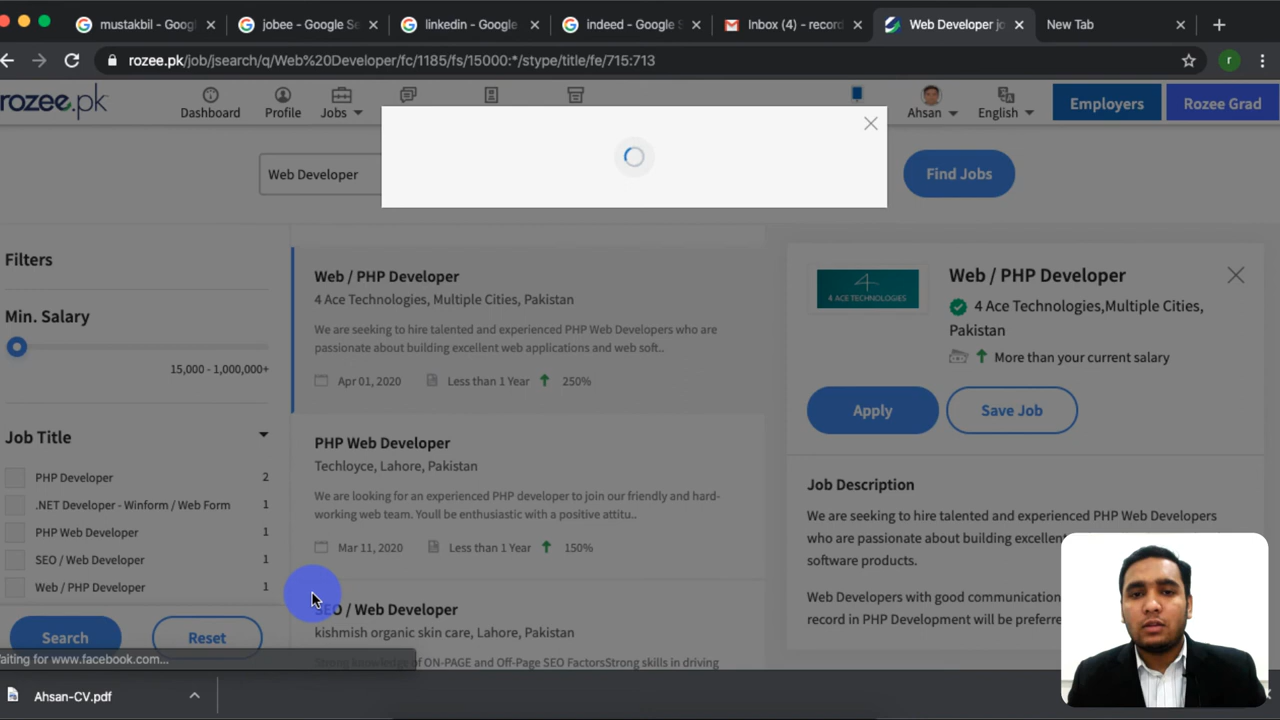 mustakbil - Goog
jobee - Google Se
linkedin - Google
indeed - Google S
Inbox (4) - record
Web Developer jo
New Tab
rozee.pk/job/jsearch/q/Web%20Developer/fc/1185/fs/15000:*/stype/title/fe/715:713
r
rozee.pk
Dashboard
Profile
Jobs
Ahsan
English
Employers
Rozee Grad
Web Developer
Find Jobs
Filters
Min. Salary
15,000 - 1,000,000+
Job Title
PHP Developer 2
.NET Developer - Winform / Web Form 1
PHP Web Developer 1
SEO / Web Developer 1
Web / PHP Developer 1
Search
Reset
Web / PHP Developer
4 Ace Technologies, Multiple Cities, Pakistan
We are seeking to hire talented and experienced PHP Web Developers who are
passionate about building excellent web applications and web soft..
Apr 01, 2020 Less than 1 Year 250%
PHP Web Developer
Techloyce, Lahore, Pakistan
We are looking for an experienced PHP developer to join our friendly and hard-
working web team. Youll be enthusiastic with a positive attitu..
Mar 11, 2020 Less than 1 Year 150%
SEO / Web Developer
kishmish organic skin care, Lahore, Pakistan
Strong knowledge of ON-PAGE and Off-Page SEO FactorsStrong skills in driving
4 ACE TECHNOLOGIES
Web / PHP Developer
4 Ace Technologies,Multiple Cities,
Pakistan
More than your current salary
Apply
Save Job
Job Description
We are seeking to hire talented and experienced PHP Web Developers
who are passionate about building excellen
software products.
Web Developers with good communication
record in PHP Development will be preferre
aiting for www.facebook.com...
Ahsan-CV.pdf